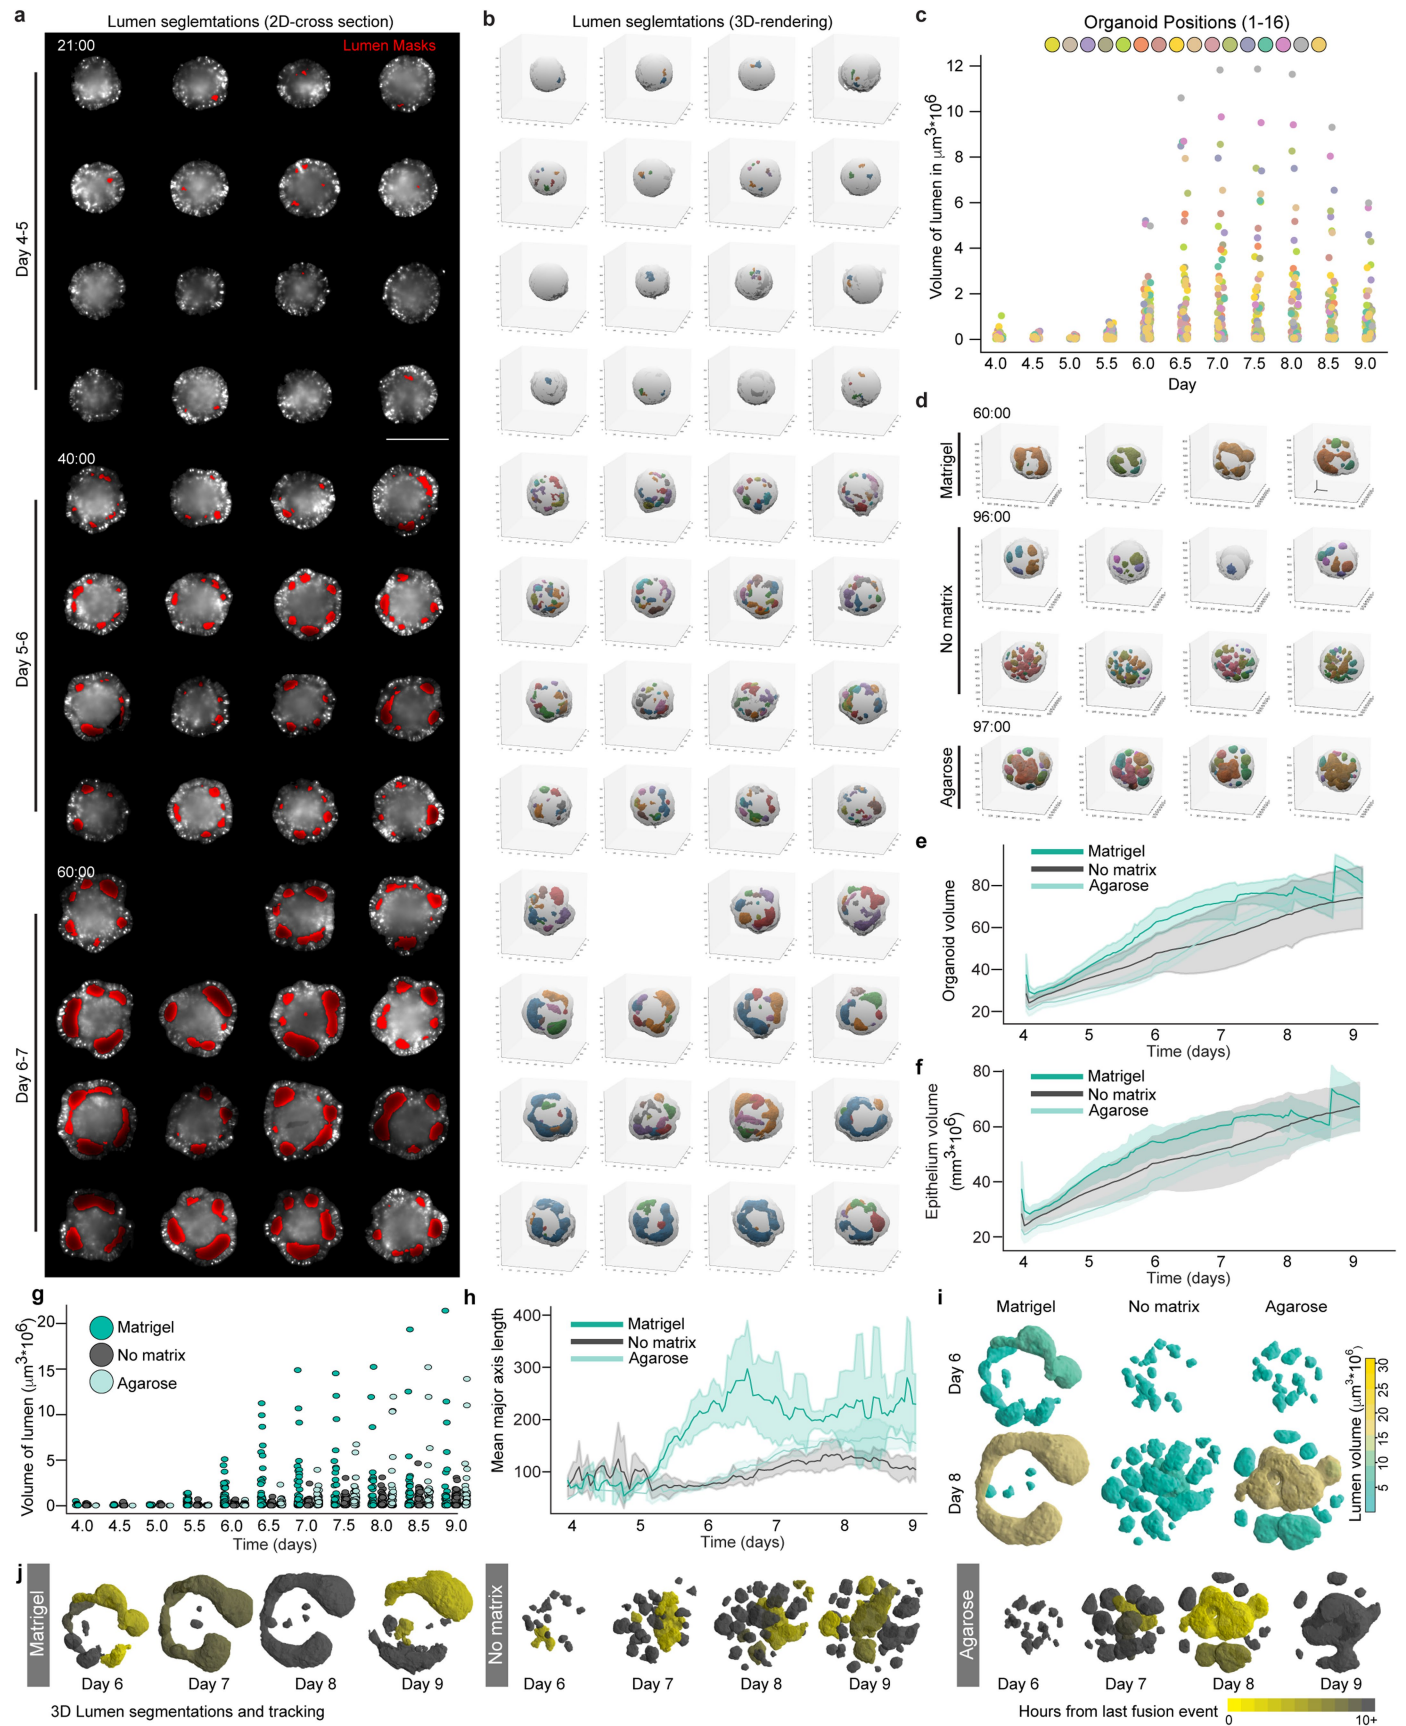 a
Lumen seglemtations (2D-cross section)
21:00
Lumen Masks
Day 4-5
40:00
Day 5-6
60:00
Day 6-7
b
Lumen seglemtations (3D-rendering)
c
Organoid Positions (1-16)
Volume of lumen in μm³*10⁶
12
10
8
6
4
2
0
4.0 4.5 5.0 5.5 6.0 6.5 7.0 7.5 8.0 8.5 9.0
Day
d
60:00
Matrigel
96:00
No matrix
97:00
Agarose
e
Matrigel
No matrix
Agarose
Organoid volume
80
60
40
20
4 5 6 7 8 9
Time (days)
f
Matrigel
No matrix
Agarose
Epithelium volume
(mm³*10⁶)
80
60
40
20
4 5 6 7 8 9
Time (days)
g
Matrigel
No matrix
Agarose
Volume of lumen (μm³*10⁶)
20
15
10
5
0
4.0 4.5 5.0 5.5 6.0 6.5 7.0 7.5 8.0 8.5 9.0
Time (days)
h
Matrigel
No matrix
Agarose
Mean major axis length
400
300
200
100
4 5 6 7 8 9
Time (days)
i
Matrigel No matrix Agarose
Day 6
Day 8
Lumen volume (μm³*10⁶)
30
25
20
15
10
5
j
Matrigel
Day 6 Day 7 Day 8 Day 9
No matrix
Day 6 Day 7 Day 8 Day 9
Agarose
Day 6 Day 7 Day 8 Day 9
3D Lumen segmentations and tracking
Hours from last fusion event
0 10+